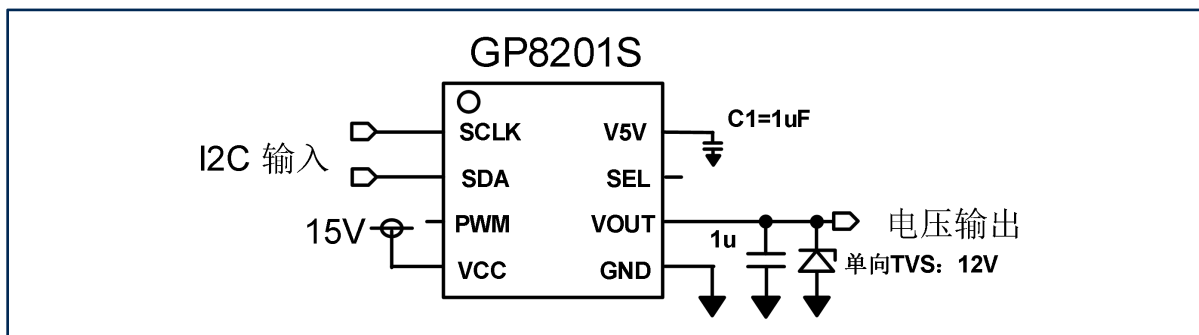 GP8201S
SCLK
V5V
C1=1uF
I2C 输入
SDA
SEL
15V
PWM
VOUT
电压输出
1u
VCC
GND
单向TVS：12V